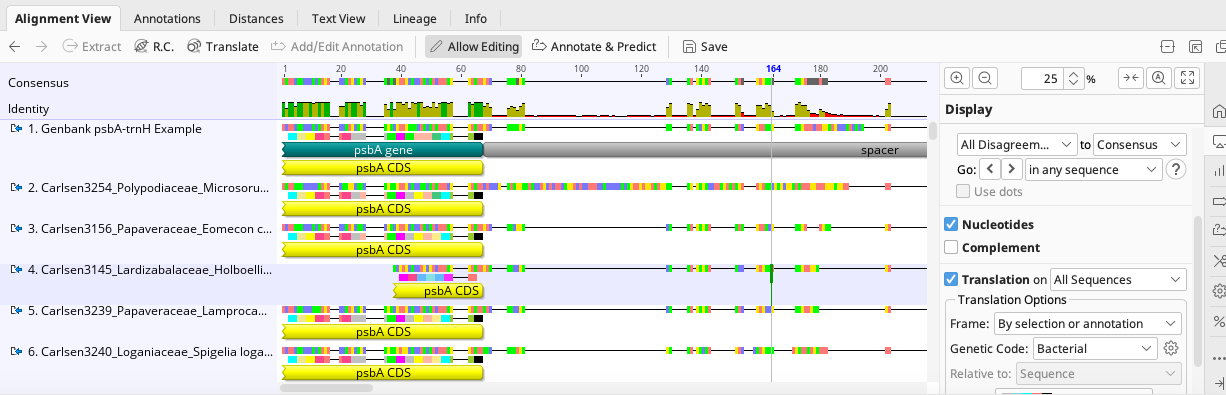 Alignment View Annotations Distances Text View Lineage Info
Extract R.C. Translate Add/Edit Annotation Allow Editing Annotate & Predict Save
1 20 40 60 80 100 120 140 164 180 200
Consensus
Identity
1. Genbank psbA-trnH Example
psbA gene spacer
psbA CDS
2. Carlsen3254_Polypodiaceae_Microsoru...
psbA CDS
3. Carlsen3156_Papaveraceae_Eomecon c...
psbA CDS
4. Carlsen3145_Lardizabalaceae_Holboelli...
psbA CDS
5. Carlsen3239_Papaveraceae_Lamproca...
psbA CDS
6. Carlsen3240_Loganiaceae_Spigelia loga...
psbA CDS
25 %
Display
All Disagreem... to Consensus
Go: in any sequence ?
Use dots
Nucleotides
Complement
Translation on All Sequences
Translation Options
Frame: By selection or annotation
Genetic Code: Bacterial
Relative to: Sequence